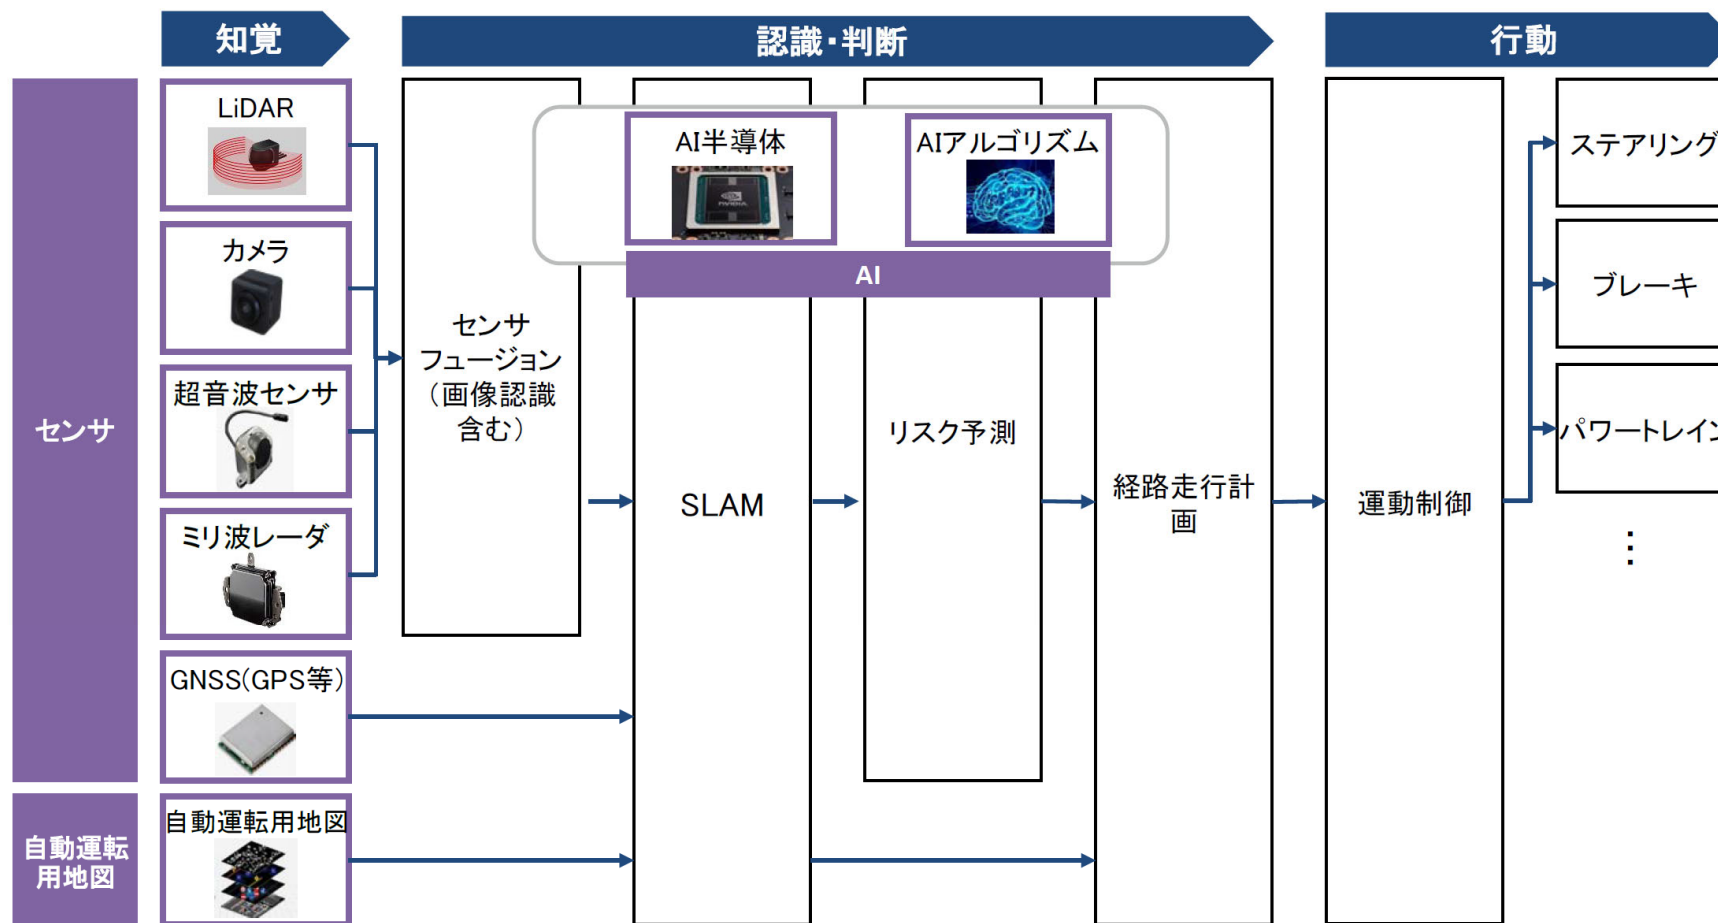 知覚
認識・判断
行動
センサ
LiDAR
カメラ
超音波センサ
ミリ波レーダ
GNSS(GPS等)
自動運転
用地図
自動運転用地図
センサ
フュージョン
（画像認識
含む）
AI半導体
NVIDIA
AIアルゴリズム
AI
SLAM
リスク予測
経路走行計
画
運動制御
ステアリング
ブレーキ
パワートレイン
⋮